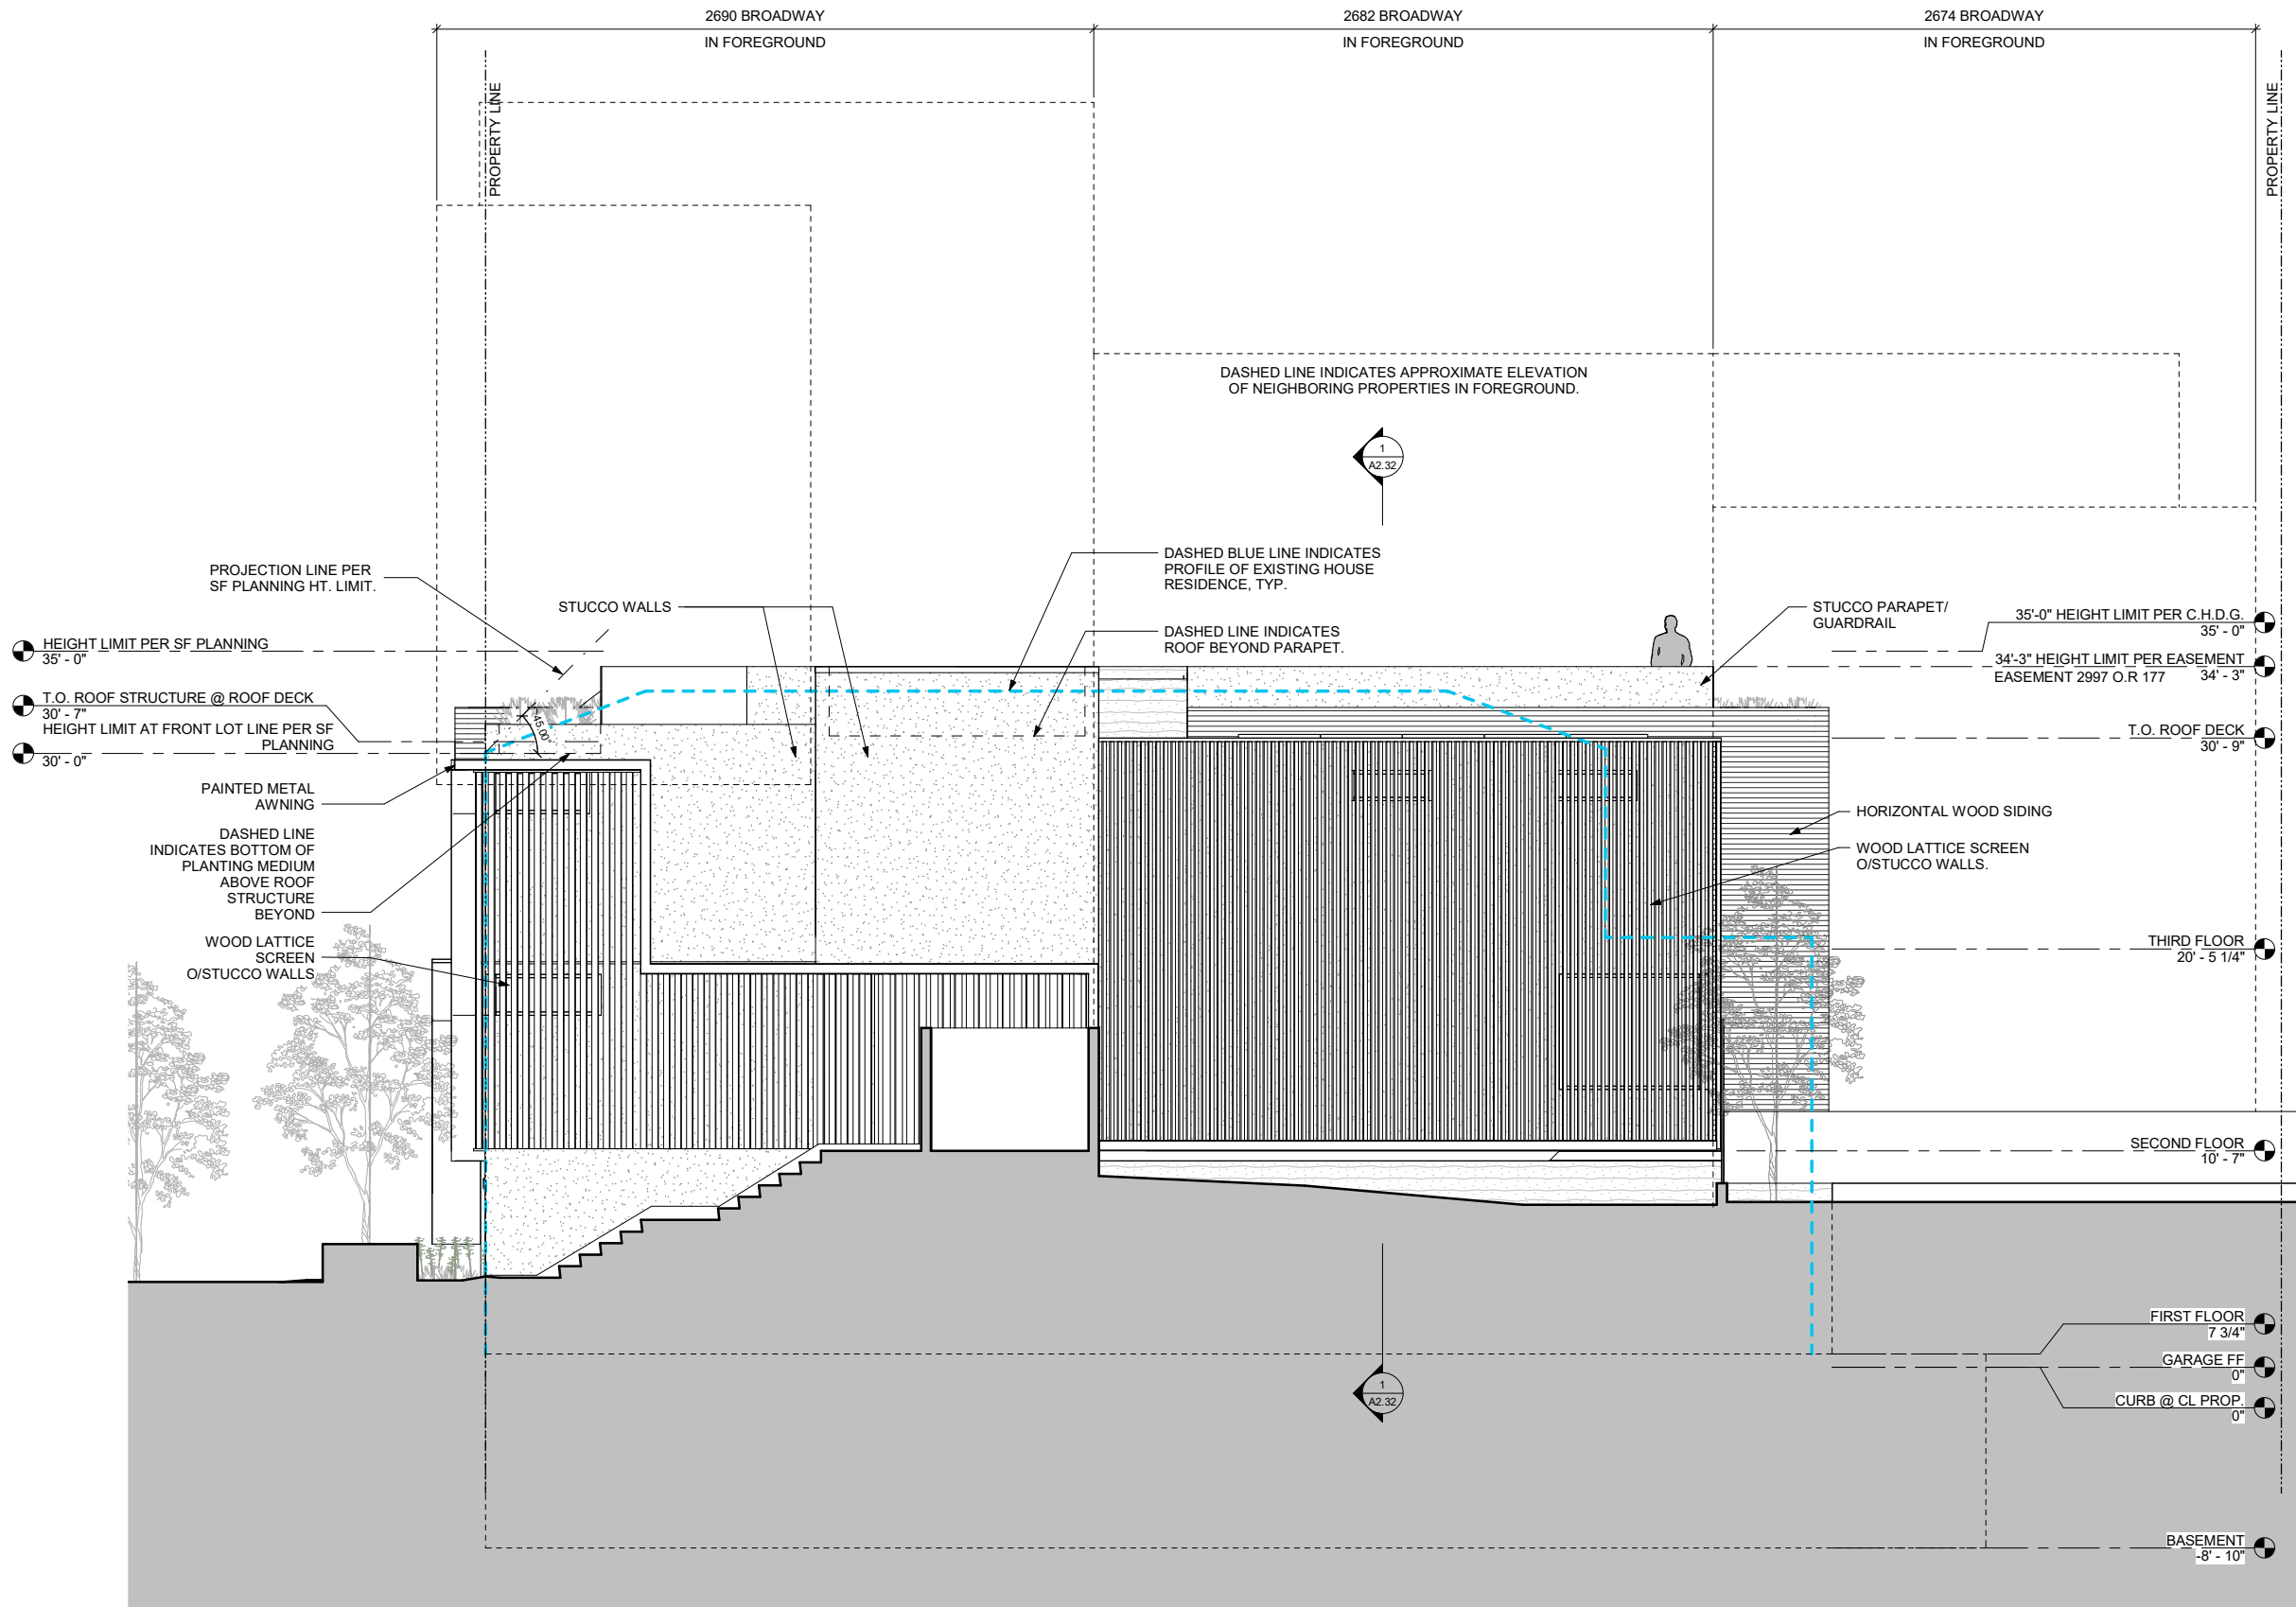 2690 BROADWAY
IN FOREGROUND
2682 BROADWAY
IN FOREGROUND
2674 BROADWAY
IN FOREGROUND
PROPERTY LINE
PROPERTY LINE
DASHED LINE INDICATES APPROXIMATE ELEVATION
OF NEIGHBORING PROPERTIES IN FOREGROUND.
1
A2.32
PROJECTION LINE PER
SF PLANNING HT. LIMIT.
STUCCO WALLS
DASHED BLUE LINE INDICATES
PROFILE OF EXISTING HOUSE
RESIDENCE, TYP.
DASHED LINE INDICATES
ROOF BEYOND PARAPET.
STUCCO PARAPET/
GUARDRAIL
HEIGHT LIMIT PER SF PLANNING
35' - 0"
T.O. ROOF STRUCTURE @ ROOF DECK
30' - 7"
HEIGHT LIMIT AT FRONT LOT LINE PER SF
PLANNING
30' - 0"
45.00°
PAINTED METAL
AWNING
DASHED LINE
INDICATES BOTTOM OF
PLANTING MEDIUM
ABOVE ROOF
STRUCTURE
BEYOND
WOOD LATTICE
SCREEN
O/STUCCO WALLS
35'-0" HEIGHT LIMIT PER C.H.D.G.
35' - 0"
34'-3" HEIGHT LIMIT PER EASEMENT
EASEMENT 2997 O.R 177
34' - 3"
T.O. ROOF DECK
30' - 9"
HORIZONTAL WOOD SIDING
WOOD LATTICE SCREEN
O/STUCCO WALLS.
THIRD FLOOR
20' - 5 1/4"
SECOND FLOOR
10' - 7"
FIRST FLOOR
7 3/4"
GARAGE FF
0"
CURB @ CL PROP.
0"
1
A2.32
BASEMENT
-8' - 10"